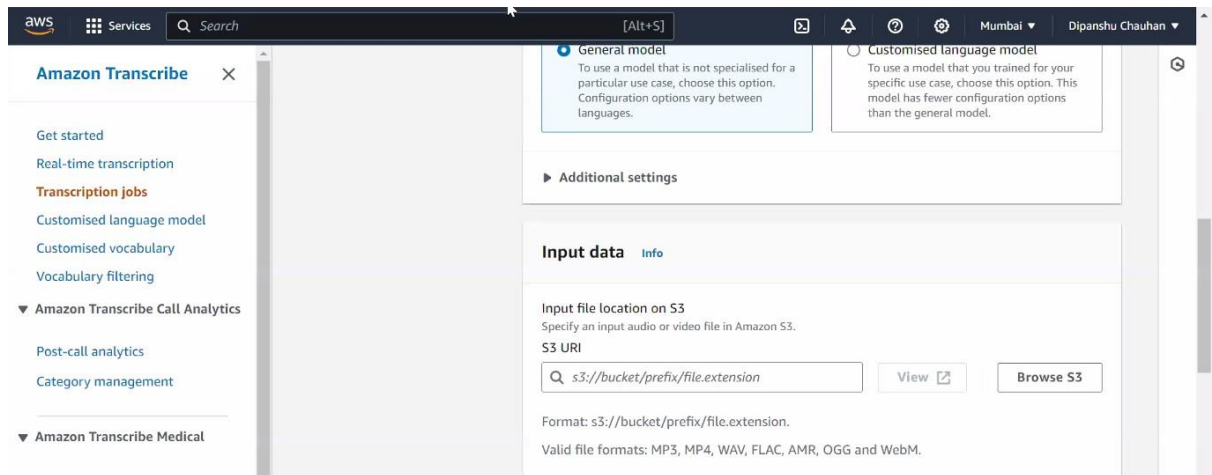 aws Services Search [Alt+S] Mumbai Dipanshu Chauhan
Amazon Transcribe
Get started
Real-time transcription
Transcription jobs
Customised language model
Customised vocabulary
Vocabulary filtering
Amazon Transcribe Call Analytics
Post-call analytics
Category management
Amazon Transcribe Medical
General model
To use a model that is not specialised for a
particular use case, choose this option.
Configuration options vary between
languages.
Customised language model
To use a model that you trained for your
specific use case, choose this option. This
model has fewer configuration options
than the general model.
Additional settings
Input data Info
Input file location on S3
Specify an input audio or video file in Amazon S3.
S3 URI
s3://bucket/prefix/file.extension View Browse S3
Format: s3://bucket/prefix/file.extension.
Valid file formats: MP3, MP4, WAV, FLAC, AMR, OGG and WebM.